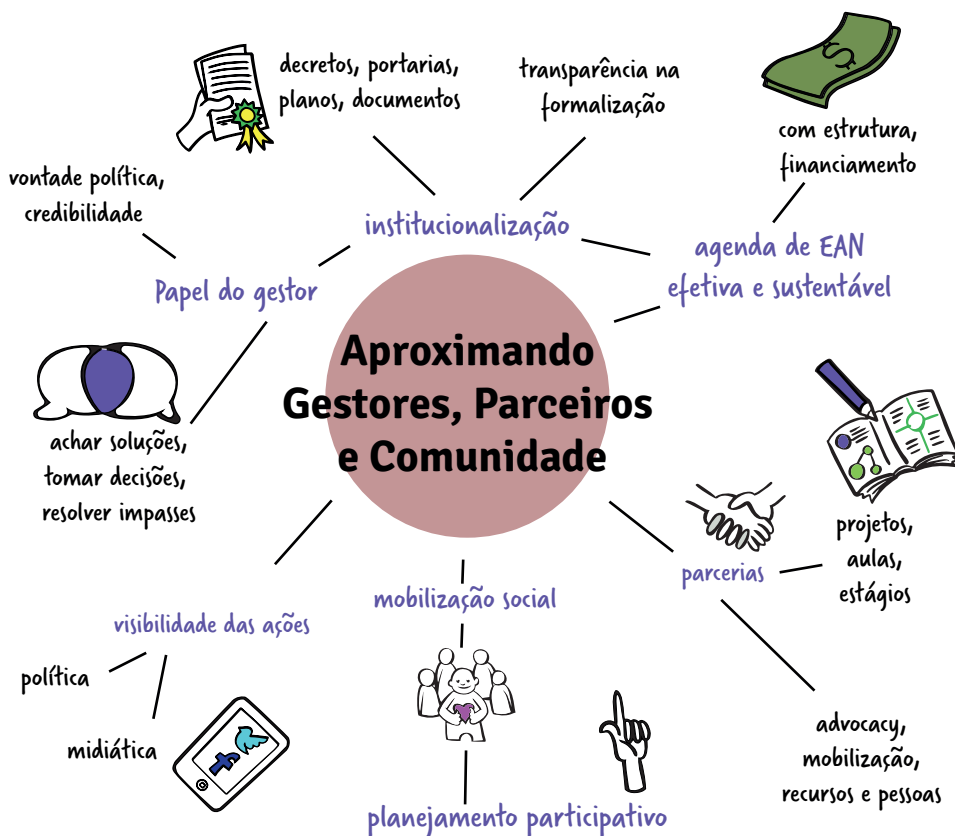 decretos, portarias,
planos, documentos
transparência na
formalização
com estrutura,
financiamento
vontade política,
credibilidade
institucionalização
agenda de EAN
efetiva e sustentável
Papel do gestor
Aproximando
Gestores, Parceiros
e Comunidade
achar soluções,
tomar decisões,
resolver impasses
projetos,
aulas,
estágios
parcerias
mobilização social
visibilidade das ações
política
midiática
advocacy,
mobilização,
recursos e pessoas
planejamento participativo